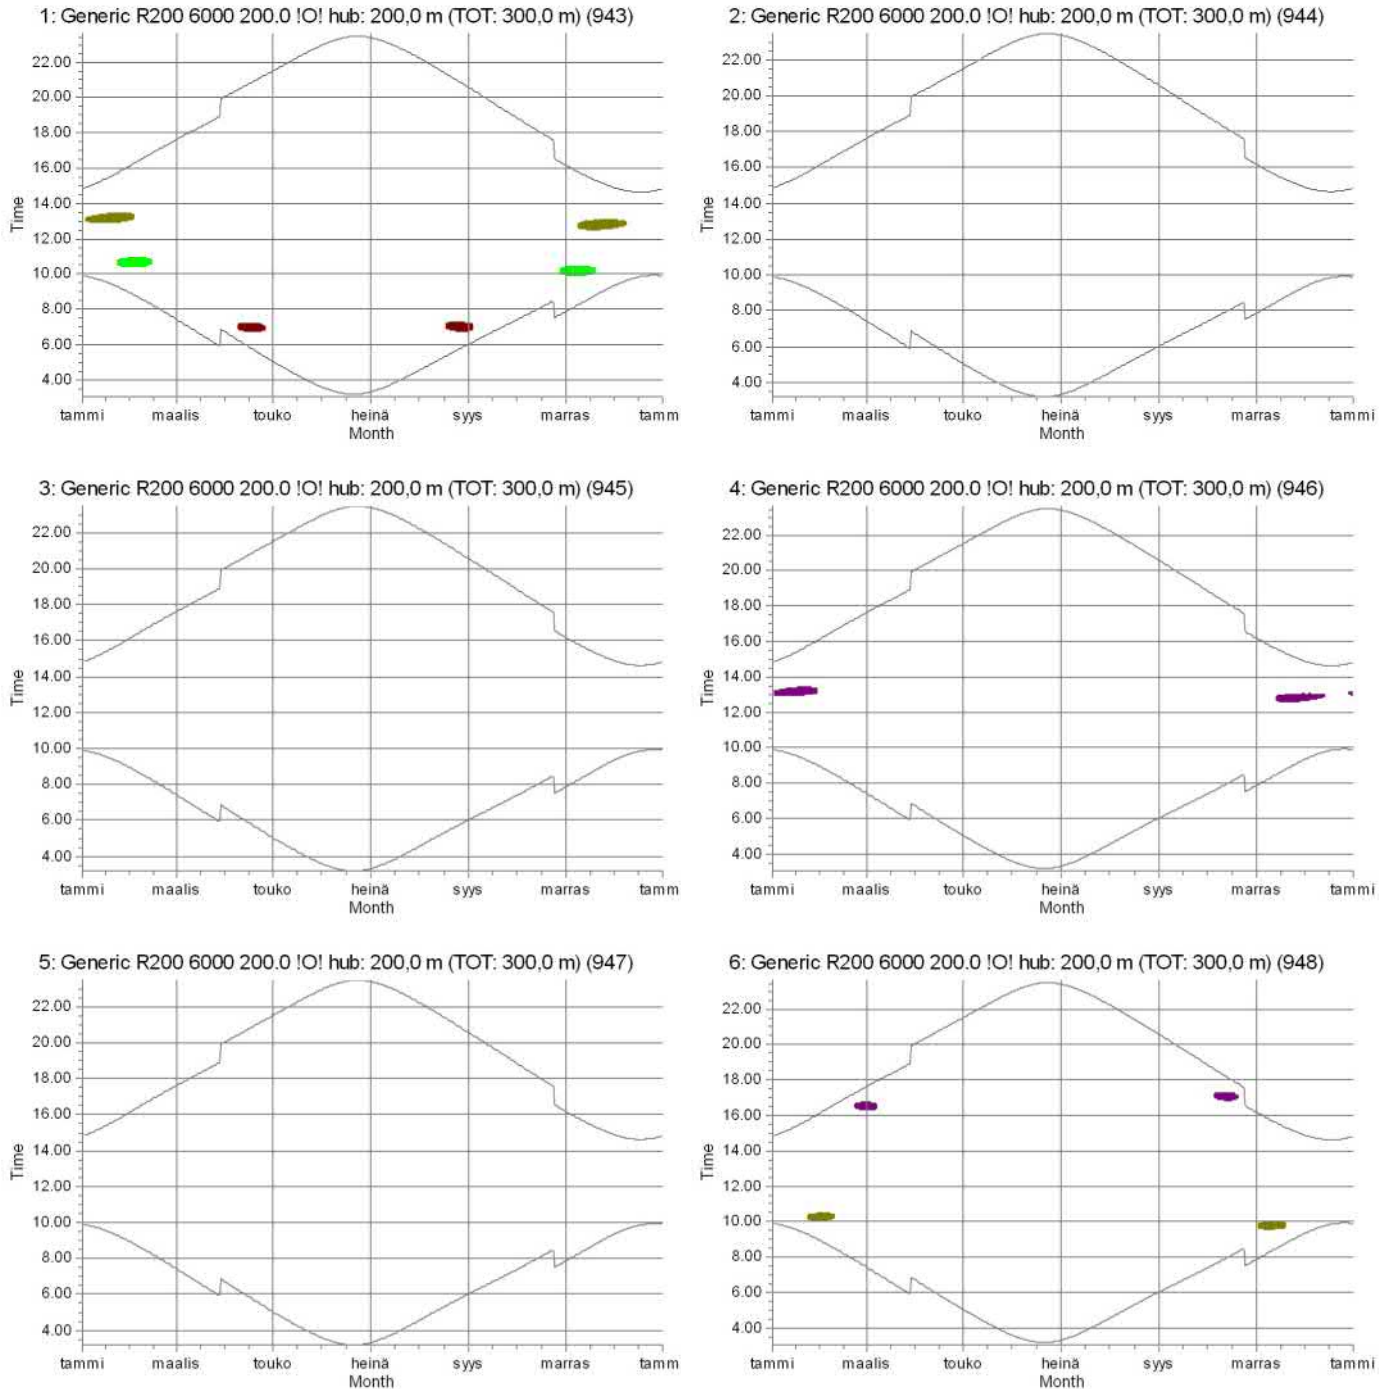 1: Generic R200 6000 200.0 !O! hub: 200,0 m (TOT: 300,0 m) (943)
22.00
20.00
18.00
16.00
14.00
12.00
10.00
8.00
6.00
4.00
Time
tammi maalis touko heinä syys marras tamm
Month
2: Generic R200 6000 200.0 !O! hub: 200,0 m (TOT: 300,0 m) (944)
22.00
20.00
18.00
16.00
14.00
12.00
10.00
8.00
6.00
4.00
Time
tammi maalis touko heinä syys marras tammi
Month
3: Generic R200 6000 200.0 !O! hub: 200,0 m (TOT: 300,0 m) (945)
22.00
20.00
18.00
16.00
14.00
12.00
10.00
8.00
6.00
4.00
Time
tammi maalis touko heinä syys marras tamm
Month
4: Generic R200 6000 200.0 !O! hub: 200,0 m (TOT: 300,0 m) (946)
22.00
20.00
18.00
16.00
14.00
12.00
10.00
8.00
6.00
4.00
Time
tammi maalis touko heinä syys marras tammi
Month
5: Generic R200 6000 200.0 !O! hub: 200,0 m (TOT: 300,0 m) (947)
22.00
20.00
18.00
16.00
14.00
12.00
10.00
8.00
6.00
4.00
Time
tammi maalis touko heinä syys marras tamm
Month
6: Generic R200 6000 200.0 !O! hub: 200,0 m (TOT: 300,0 m) (948)
22.00
20.00
18.00
16.00
14.00
12.00
10.00
8.00
6.00
4.00
Time
tammi maalis touko heinä syys marras tammi
Month